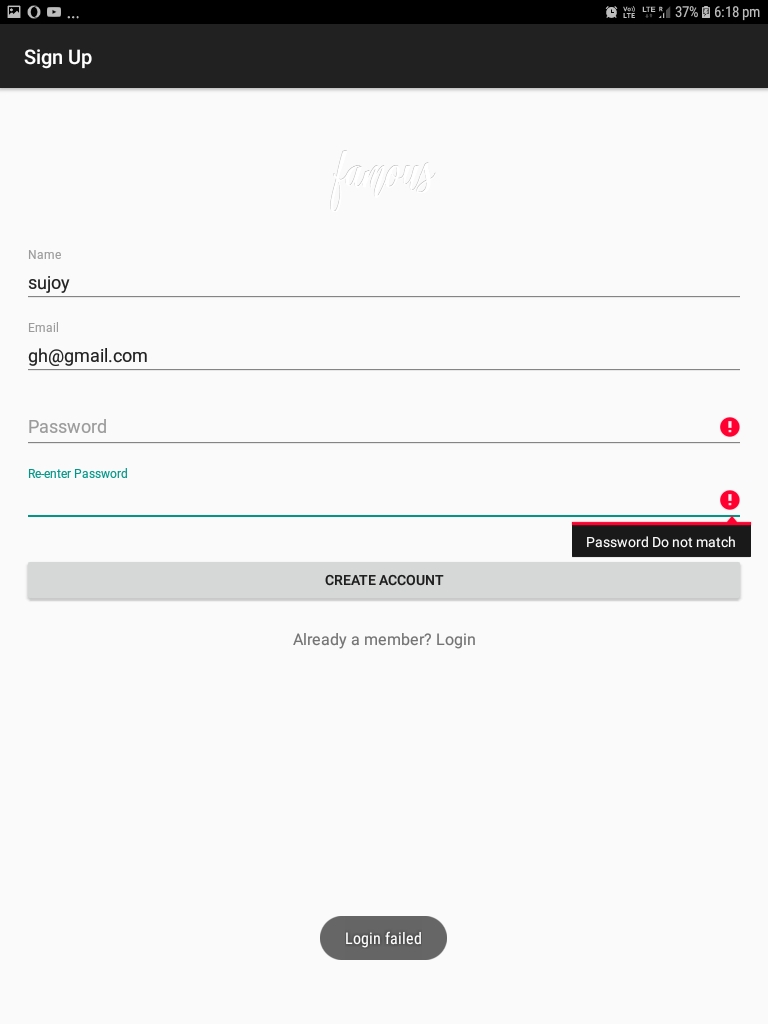 ... Vo)) LTE LTE R 37% 6:18 pm
Sign Up
famous
Name
sujoy
Email
gh@gmail.com
Password
Re-enter Password
Password Do not match
CREATE ACCOUNT
Already a member? Login
Login failed